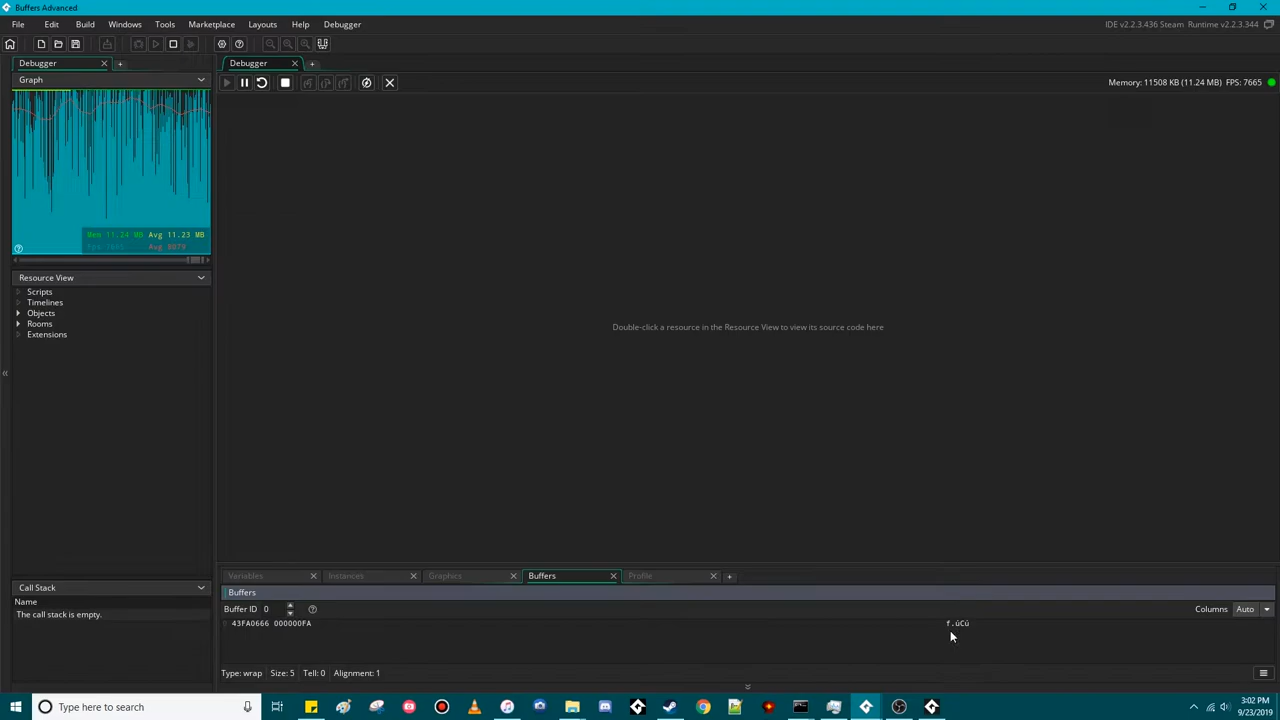 Buffers Advanced
File Edit Build Windows Tools Marketplace Layouts Help Debugger
IDE v2.2.3.436 Steam Runtime v2.2.3.344
Debugger
Debugger
Graph
Memory: 11508 KB (11.24 MB) FPS: 7665
Mem 11.24 MB Avg 11.23 MB
Resource View
Scripts
Timelines
Objects
Rooms
Extensions
Double-click a resource in the Resource View to view its source code here
Call Stack
Name
The call stack is empty.
Variables Instances Graphics Buffers Profile
Buffers
Buffer ID 0
Columns Auto
43FA0666 000000FA f.úCú
Type: wrap Size: 5 Tell: 0 Alignment: 1
Type here to search
3:02 PM
9/23/2019